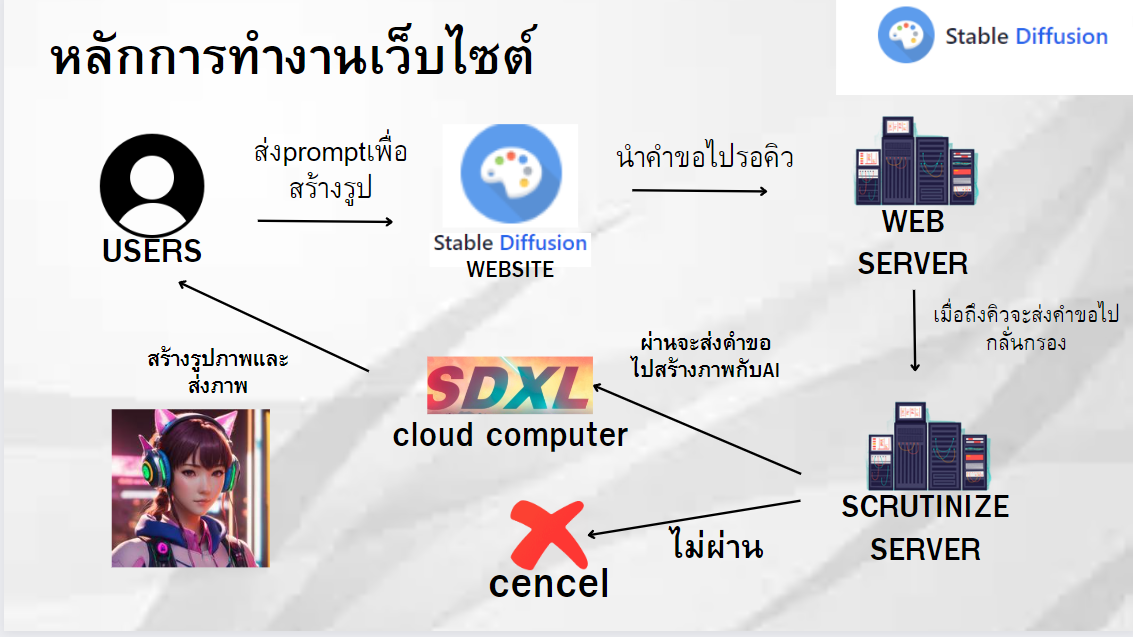 หลักการทำงานเว็บไซต์
Stable Diffusion
ส่งpromptเพื่อ
สร้างรูป
นำคำขอไปรอคิว
USERS
Stable Diffusion
WEBSITE
WEB
SERVER
เมื่อถึงคิวจะส่งคำขอไป
กลั่นกรอง
ผ่านจะส่งคำขอ
ไปสร้างภาพกับAI
สร้างรูปภาพและ
ส่งภาพ
SDXL
cloud computer
SCRUTINIZE
SERVER
ไม่ผ่าน
cencel